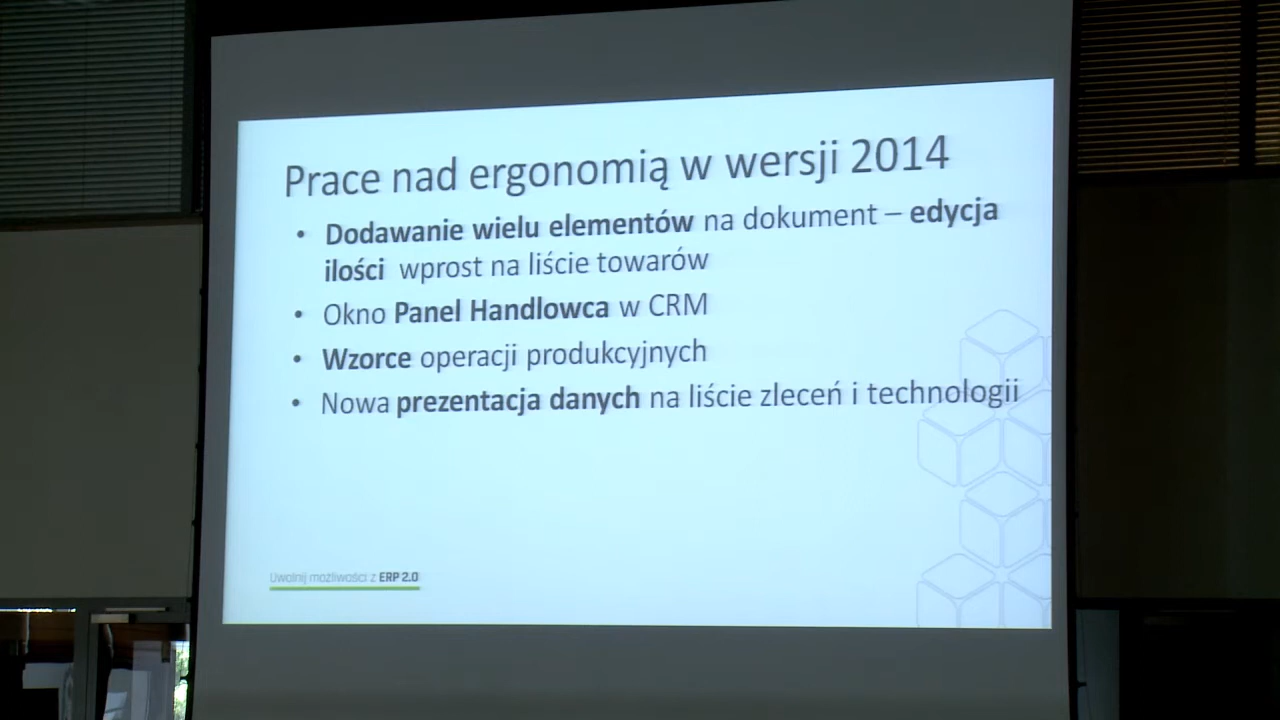 Prace nad ergonomią w wersji 2014
• Dodawanie wielu elementów na dokument – edycja
ilości wprost na liście towarów
• Okno Panel Handlowca w CRM
• Wzorce operacji produkcyjnych
• Nowa prezentacja danych na liście zleceń i technologii
Uwolnij możliwości z ERP 2.0